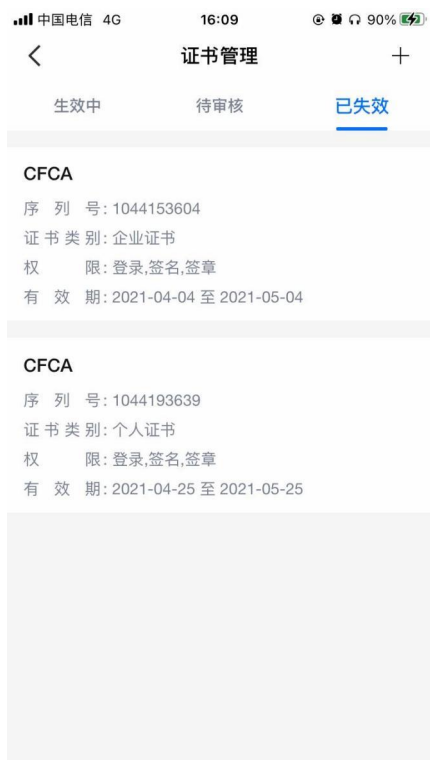 中国电信 4G 16:09 90%
证书管理
生效中 待审核 已失效
CFCA
序列号:1044153604
证书类别:企业证书
权限:登录,签名,签章
有效期:2021-04-04 至 2021-05-04
CFCA
序列号:1044193639
证书类别:个人证书
权限:登录,签名,签章
有效期:2021-04-25 至 2021-05-25